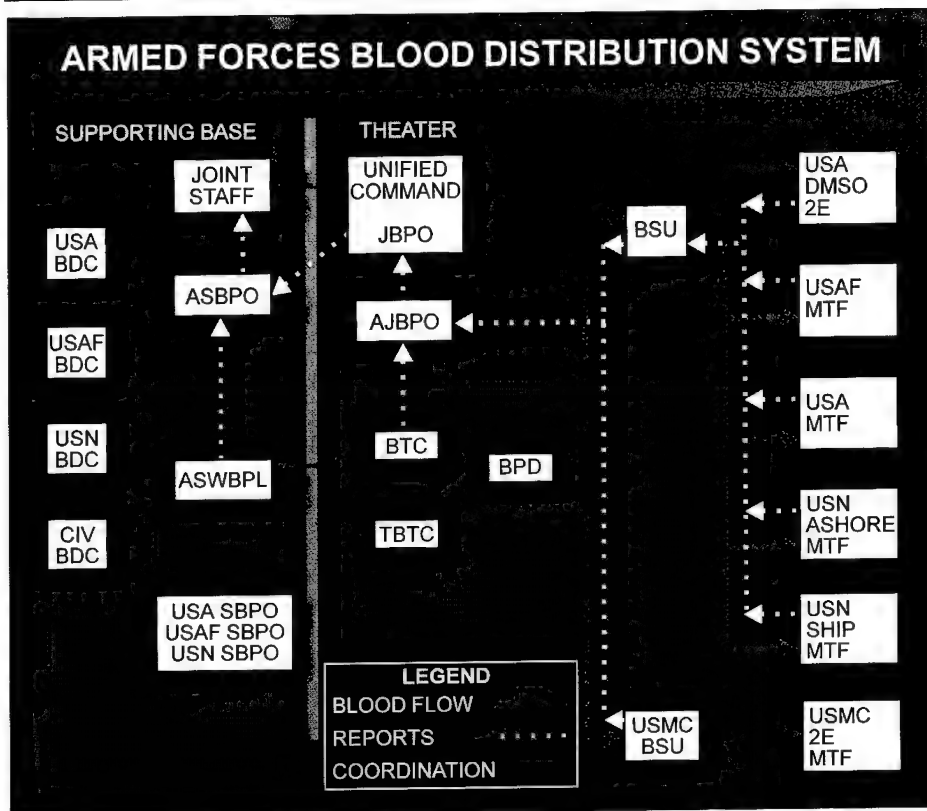 ARMED FORCES BLOOD DISTRIBUTION SYSTEM
SUPPORTING BASE
THEATER
JOINT
STAFF
UNIFIED
COMMAND
JBPO
USA
DMSO
2E
USA
BDC
BSU
ASBPO
AJBPO
USAF
MTF
USAF
BDC
USA
MTF
USN
BDC
BTC
BPD
ASWBPL
USN
ASHORE
MTF
CIV
BDC
TBTC
USA SBPO
USAF SBPO
USN SBPO
USN
SHIP
MTF
LEGEND
BLOOD FLOW
REPORTS
COORDINATION
USMC
BSU
USMC
2E
MTF